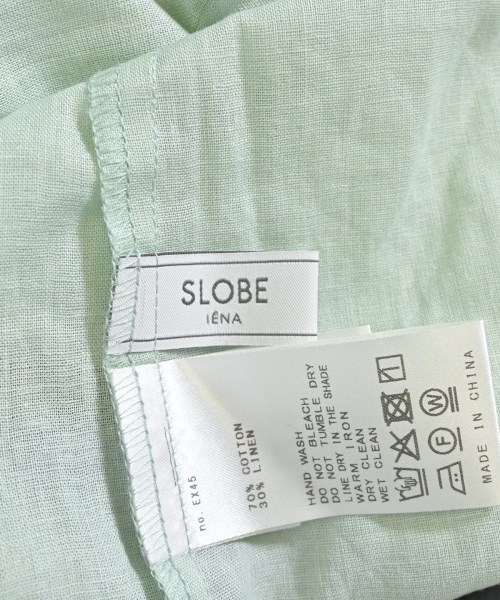 SLOBE
IÉNA
no. EX45
70% COTTON
30% LINEN
HAND WASH
DO NOT BLEACH
DO NOT TUMBLE DRY
LINE DRY IN THE SHADE
WARM IRON
DRY CLEAN
WET CLEAN
F
W
MADE IN CHINA